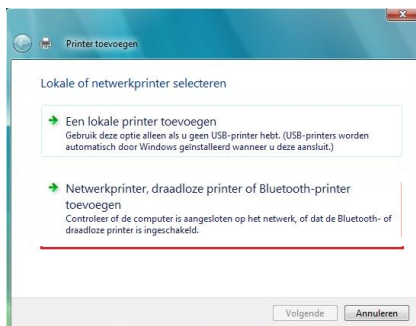 Printer toevoegen
Lokale of netwerkprinter selecteren
Een lokale printer toevoegen
Gebruik deze optie alleen als u geen USB-printer hebt. (USB-printers worden
automatisch door Windows geïnstalleerd wanneer u deze aansluit.)
Netwerkprinter, draadloze printer of Bluetooth-printer
toevoegen
Controleer of de computer is aangesloten op het netwerk, of dat de Bluetooth- of
draadloze printer is ingeschakeld.
Volgende Annuleren